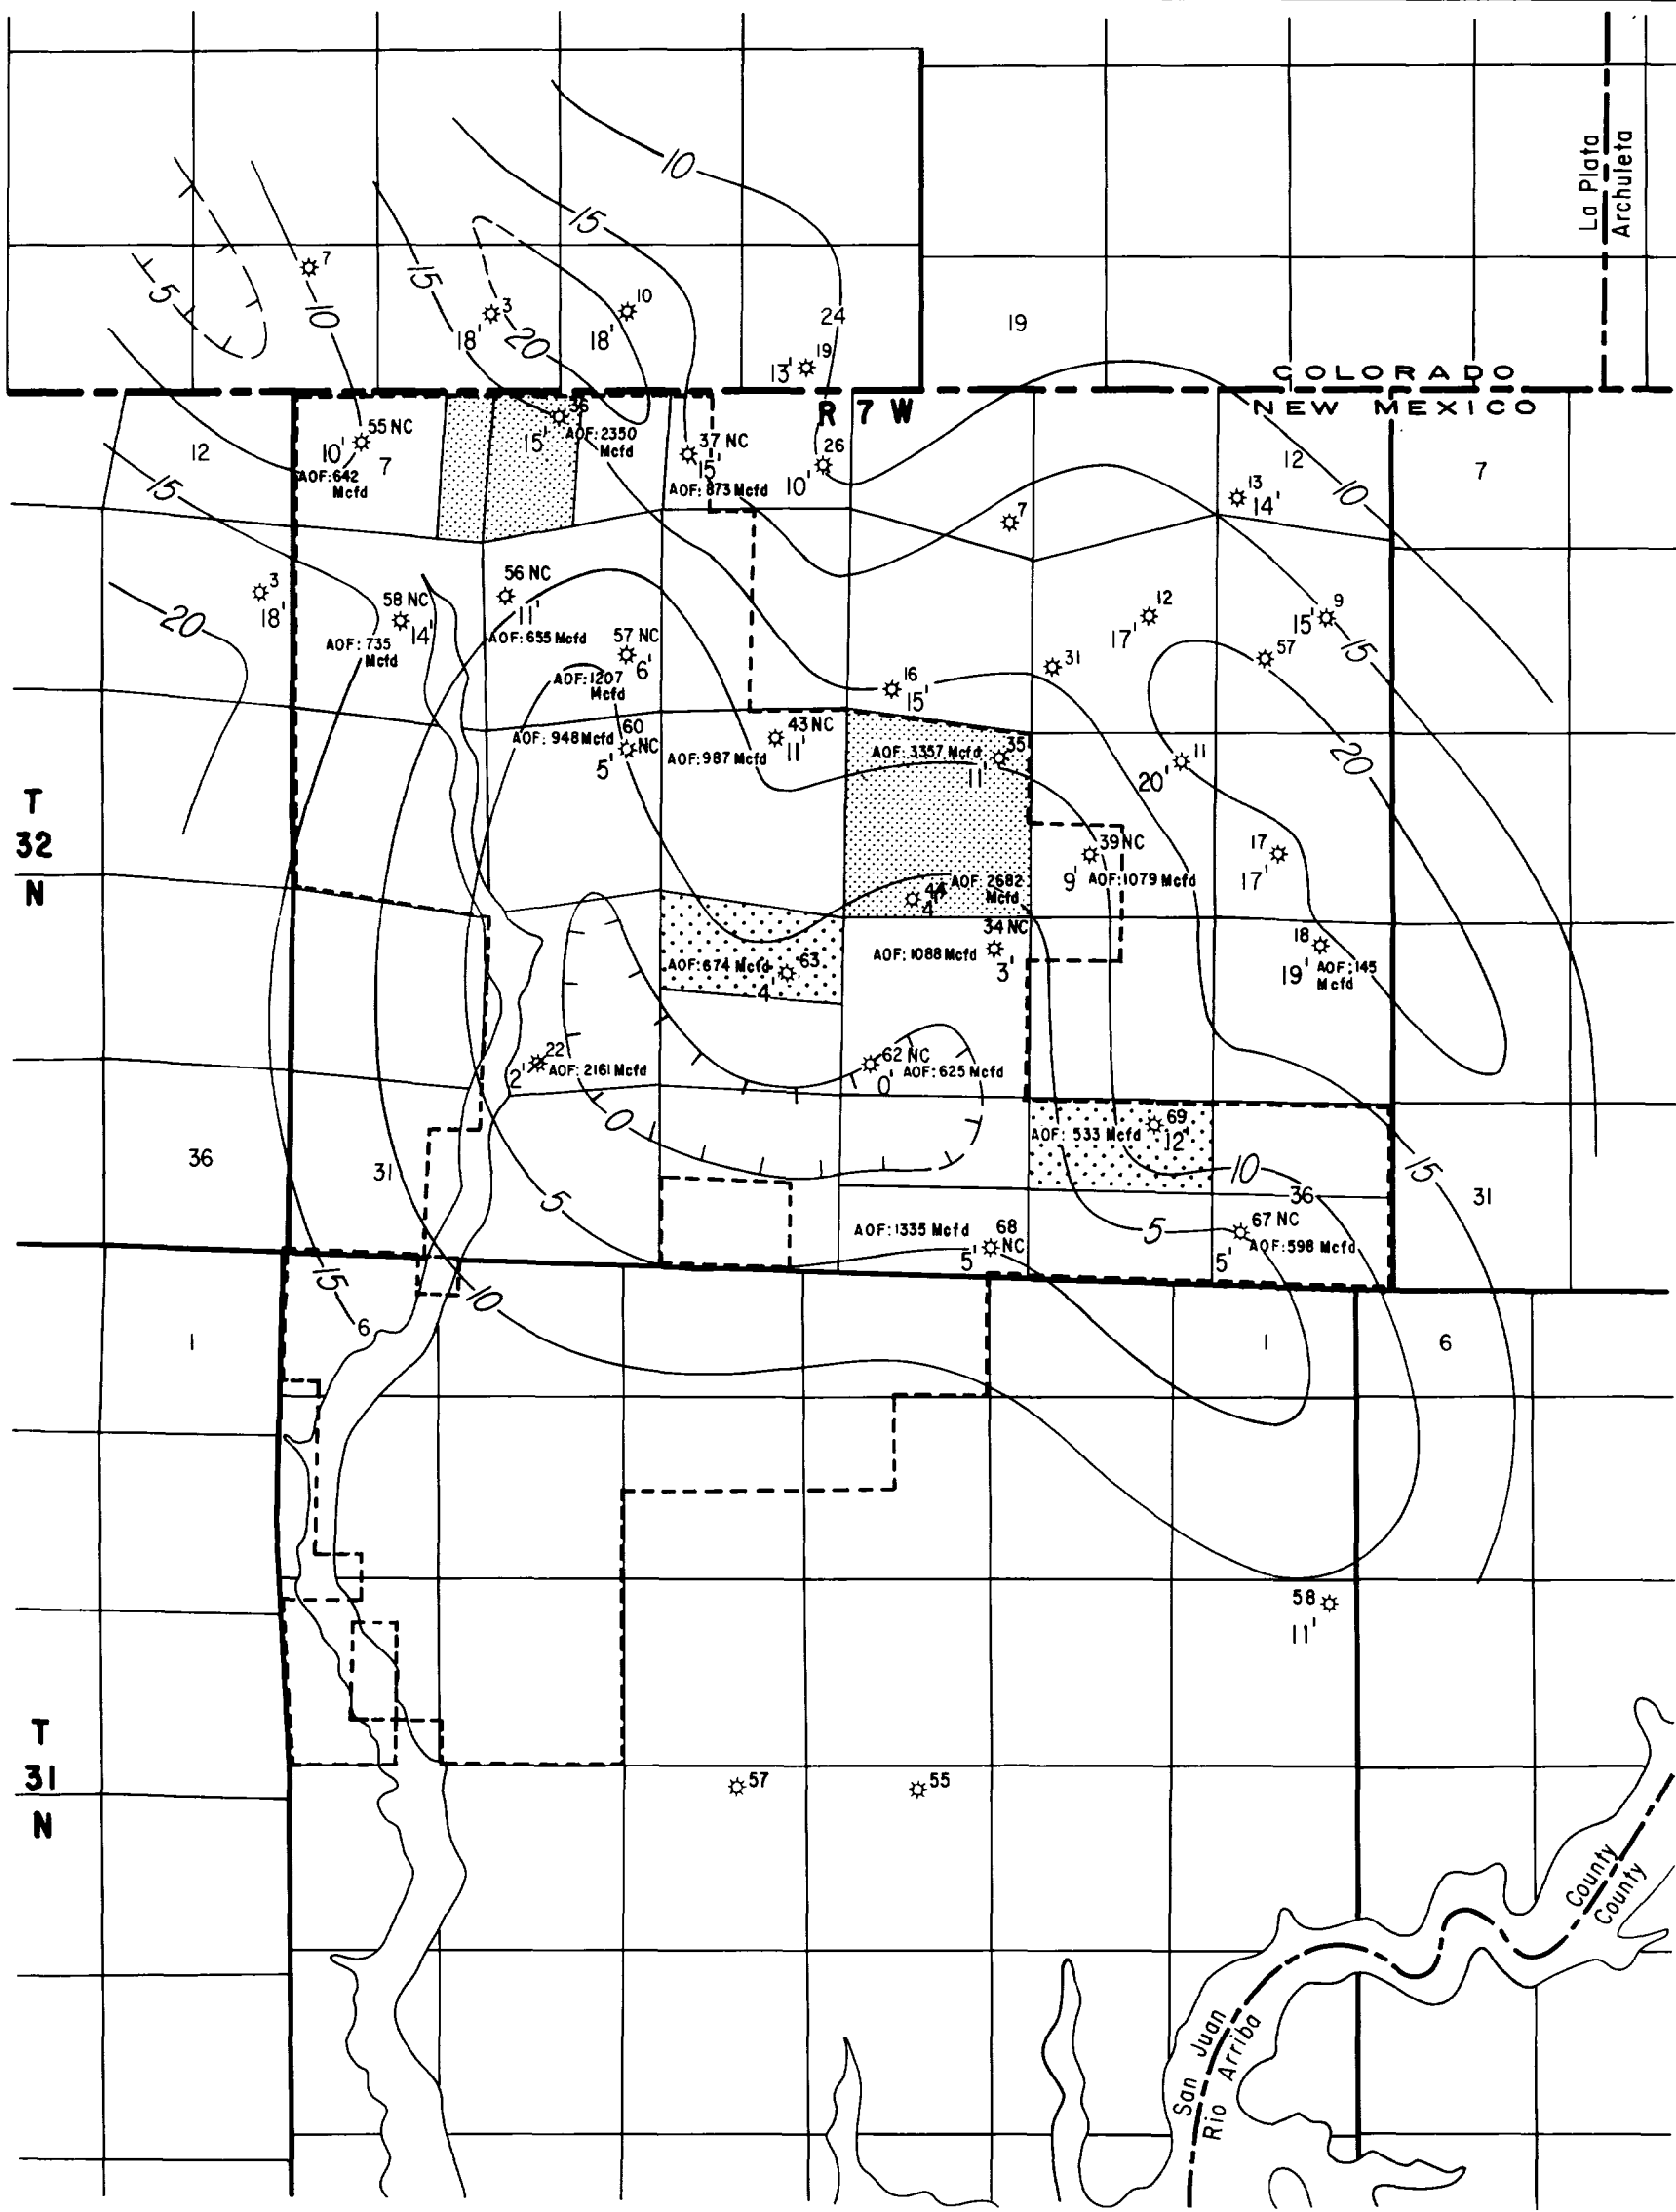 La Plata
Archuleta
10
15
15
7
10
5
3
18'
20
10
18'
24
19
13'
19
COLORADO
NEW MEXICO
R 7 W
12
55 NC
10'
7
AOF:642
Mcfd
36
15'
AOF:2350
Mcfd
37 NC
15'
AOF: 873 Mcfd
26
10'
12
7
10
13
14'
15
7
3
18'
20
58 NC
14'
AOF: 735
Mcfd
56 NC
11'
AOF: 655 Mcfd
57 NC
6'
AOF:1207
Mcfd
12
17'
9
15'
15
57
31
16
15'
60
NC
AOF: 948 Mcfd
5'
43 NC
11'
AOF: 987 Mcfd
AOF: 3357 Mcfd
35
11'
11
20'
20
T
32
N
39 NC
9'
AOF:1079 Mcfd
17
17'
44
4'
AOF: 2682
Mcfd
34 NC
AOF: 1088 Mcfd
3'
AOF: 674 Mcfd
63
4'
18
19'
AOF: 145
Mcfd
22
2'
AOF: 2161 Mcfd
62 NC
0'
AOF: 625 Mcfd
0
69
AOF: 533 Mcfd
12'
10
15
36
31
36
31
5
5
AOF: 1335 Mcfd
68
NC
5'
67 NC
AOF: 598 Mcfd
5'
15
10
6
1
1
6
58
11'
T
31
N
57
55
County
County
San Juan
Rio Arriba